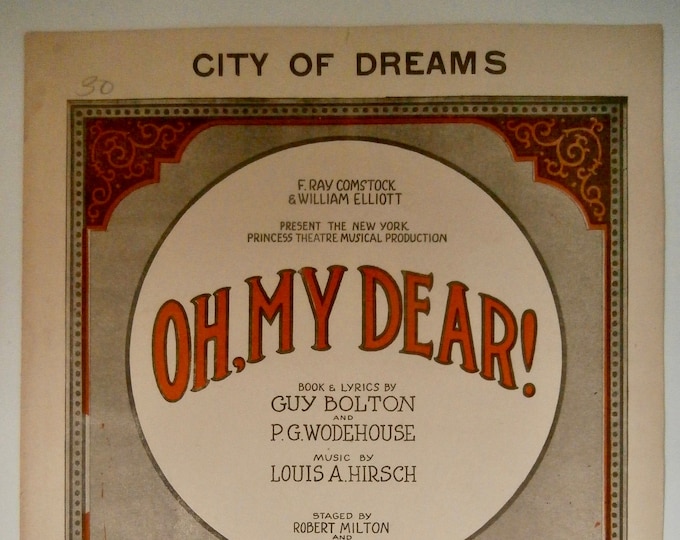 CITY OF DREAMS
30
F. RAY COMSTOCK
& WILLIAM ELLIOTT
PRESENT THE NEW YORK
PRINCESS THEATRE MUSICAL PRODUCTION
OH, MY DEAR!
BOOK & LYRICS BY
GUY BOLTON
AND
P.G. WODEHOUSE
MUSIC BY
LOUIS A. HIRSCH
STAGED BY
ROBERT MILTON
AND